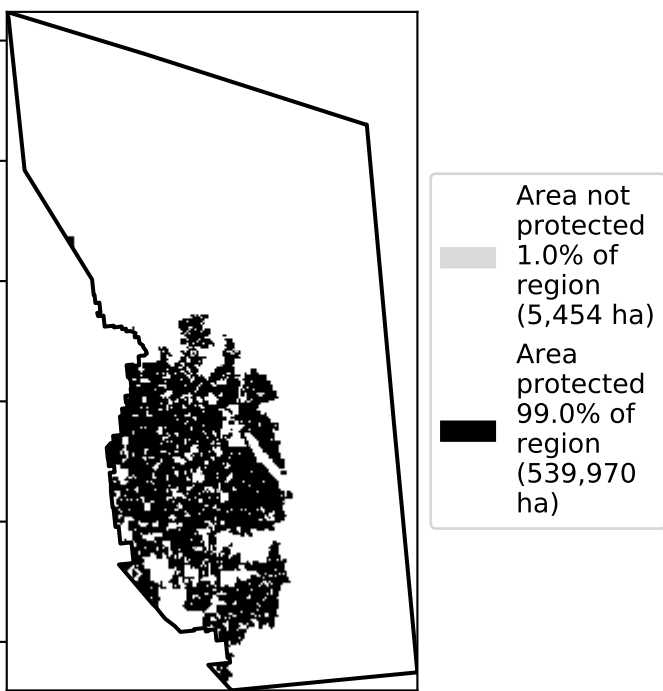 Area not
protected
1.0% of
region
(5,454 ha)
Area
protected
99.0% of
region
(539,970
ha)